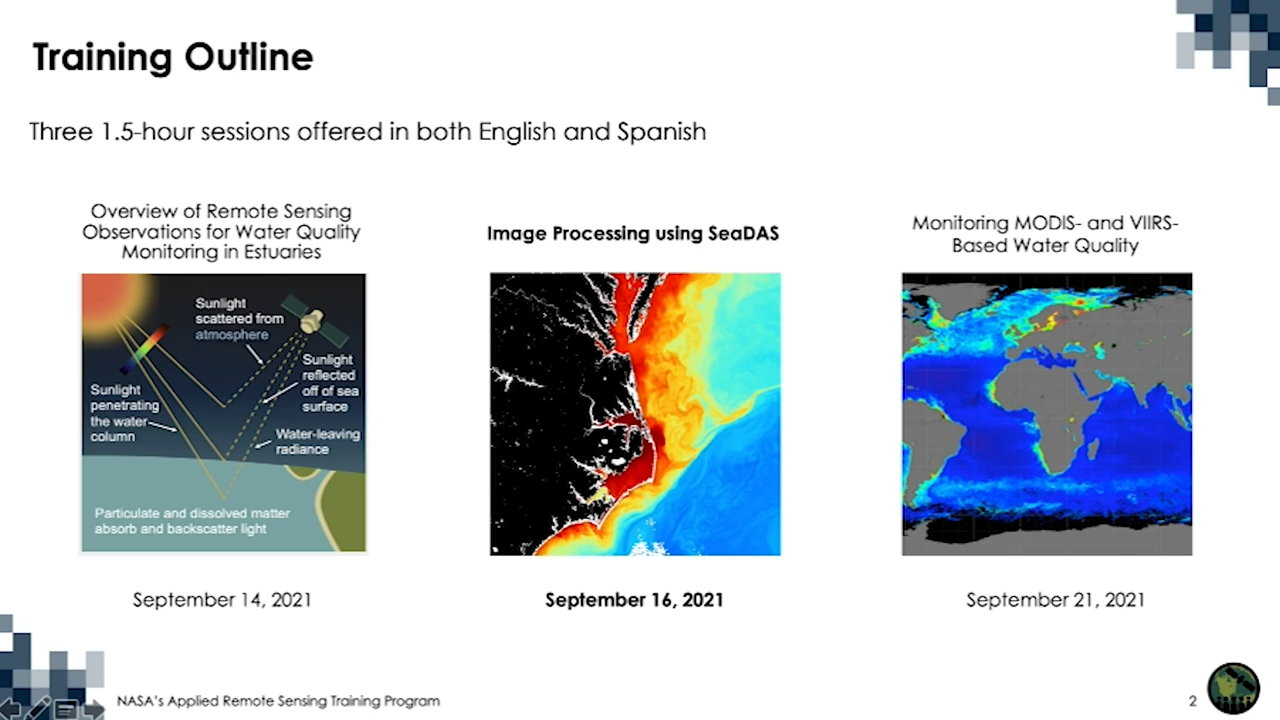 Training Outline
Three 1.5-hour sessions offered in both English and Spanish
Overview of Remote Sensing
Observations for Water Quality
Monitoring in Estuaries
Sunlight
scattered from
atmosphere
Sunlight
reflected
off of sea
surface
Sunlight
penetrating
the water
column
Water-leaving
radiance
Particulate and dissolved matter
absorb and backscatter light
September 14, 2021
Image Processing using SeaDAS
September 16, 2021
Monitoring MODIS- and VIIRS-
Based Water Quality
September 21, 2021
NASA's Applied Remote Sensing Training Program
2